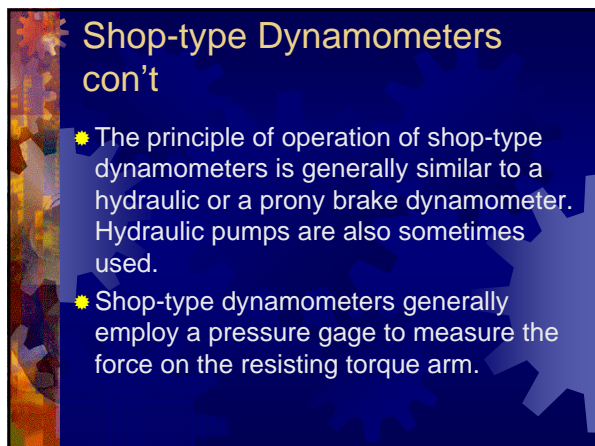 Shop-type Dynamometers
con't
The principle of operation of shop-type
dynamometers is generally similar to a
hydraulic or a prony brake dynamometer.
Hydraulic pumps are also sometimes
used.
Shop-type dynamometers generally
employ a pressure gage to measure the
force on the resisting torque arm.